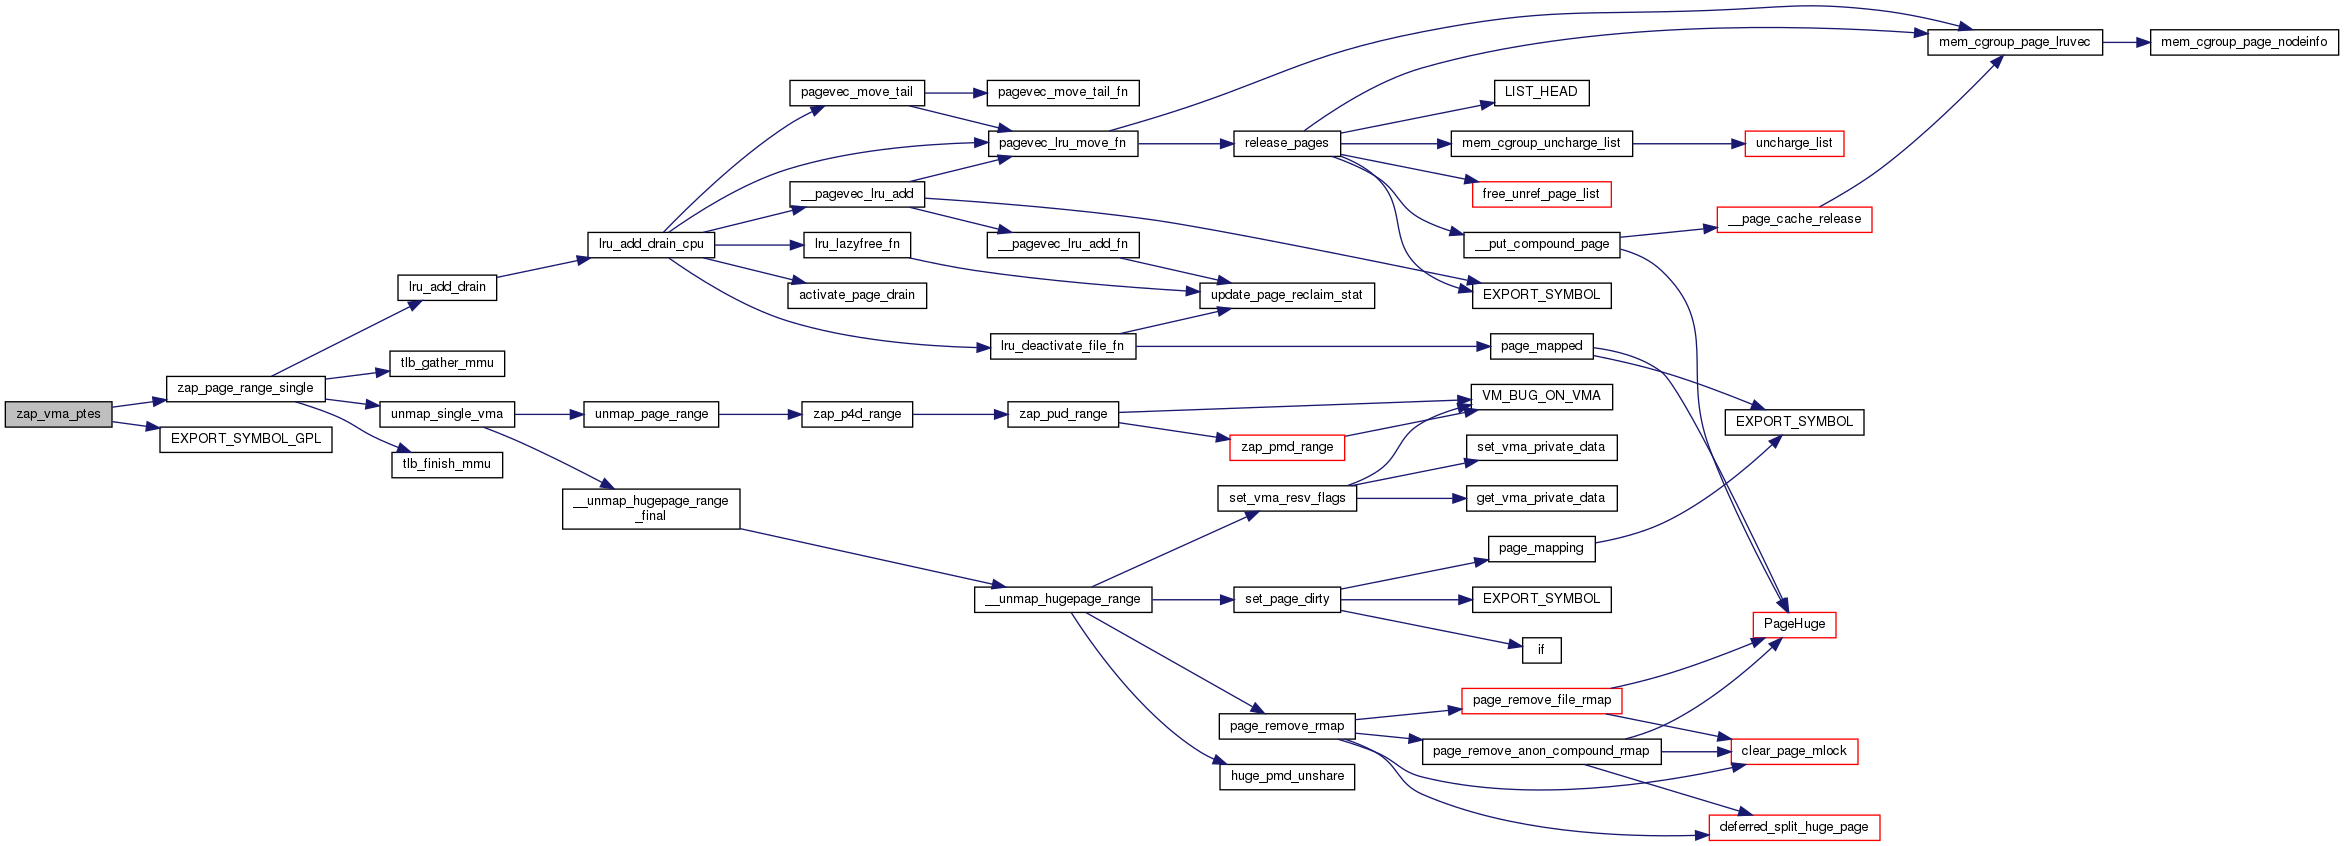 zap_vma_ptes
zap_page_range_single
EXPORT_SYMBOL_GPL
lru_add_drain
tlb_gather_mmu
unmap_single_vma
tlb_finish_mmu
lru_add_drain_cpu
unmap_page_range
__unmap_hugepage_range
_final
pagevec_move_tail
__pagevec_lru_add
lru_lazyfree_fn
activate_page_drain
zap_p4d_range
pagevec_move_tail_fn
pagevec_lru_move_fn
__pagevec_lru_add_fn
lru_deactivate_file_fn
zap_pud_range
__unmap_hugepage_range
release_pages
update_page_reclaim_stat
zap_pmd_range
set_vma_resv_flags
set_page_dirty
page_remove_rmap
huge_pmd_unshare
LIST_HEAD
mem_cgroup_uncharge_list
free_unref_page_list
__put_compound_page
EXPORT_SYMBOL
page_mapped
VM_BUG_ON_VMA
set_vma_private_data
get_vma_private_data
page_mapping
EXPORT_SYMBOL
if
page_remove_file_rmap
page_remove_anon_compound_rmap
uncharge_list
__page_cache_release
EXPORT_SYMBOL
PageHuge
clear_page_mlock
deferred_split_huge_page
mem_cgroup_page_lruvec
mem_cgroup_page_nodeinfo